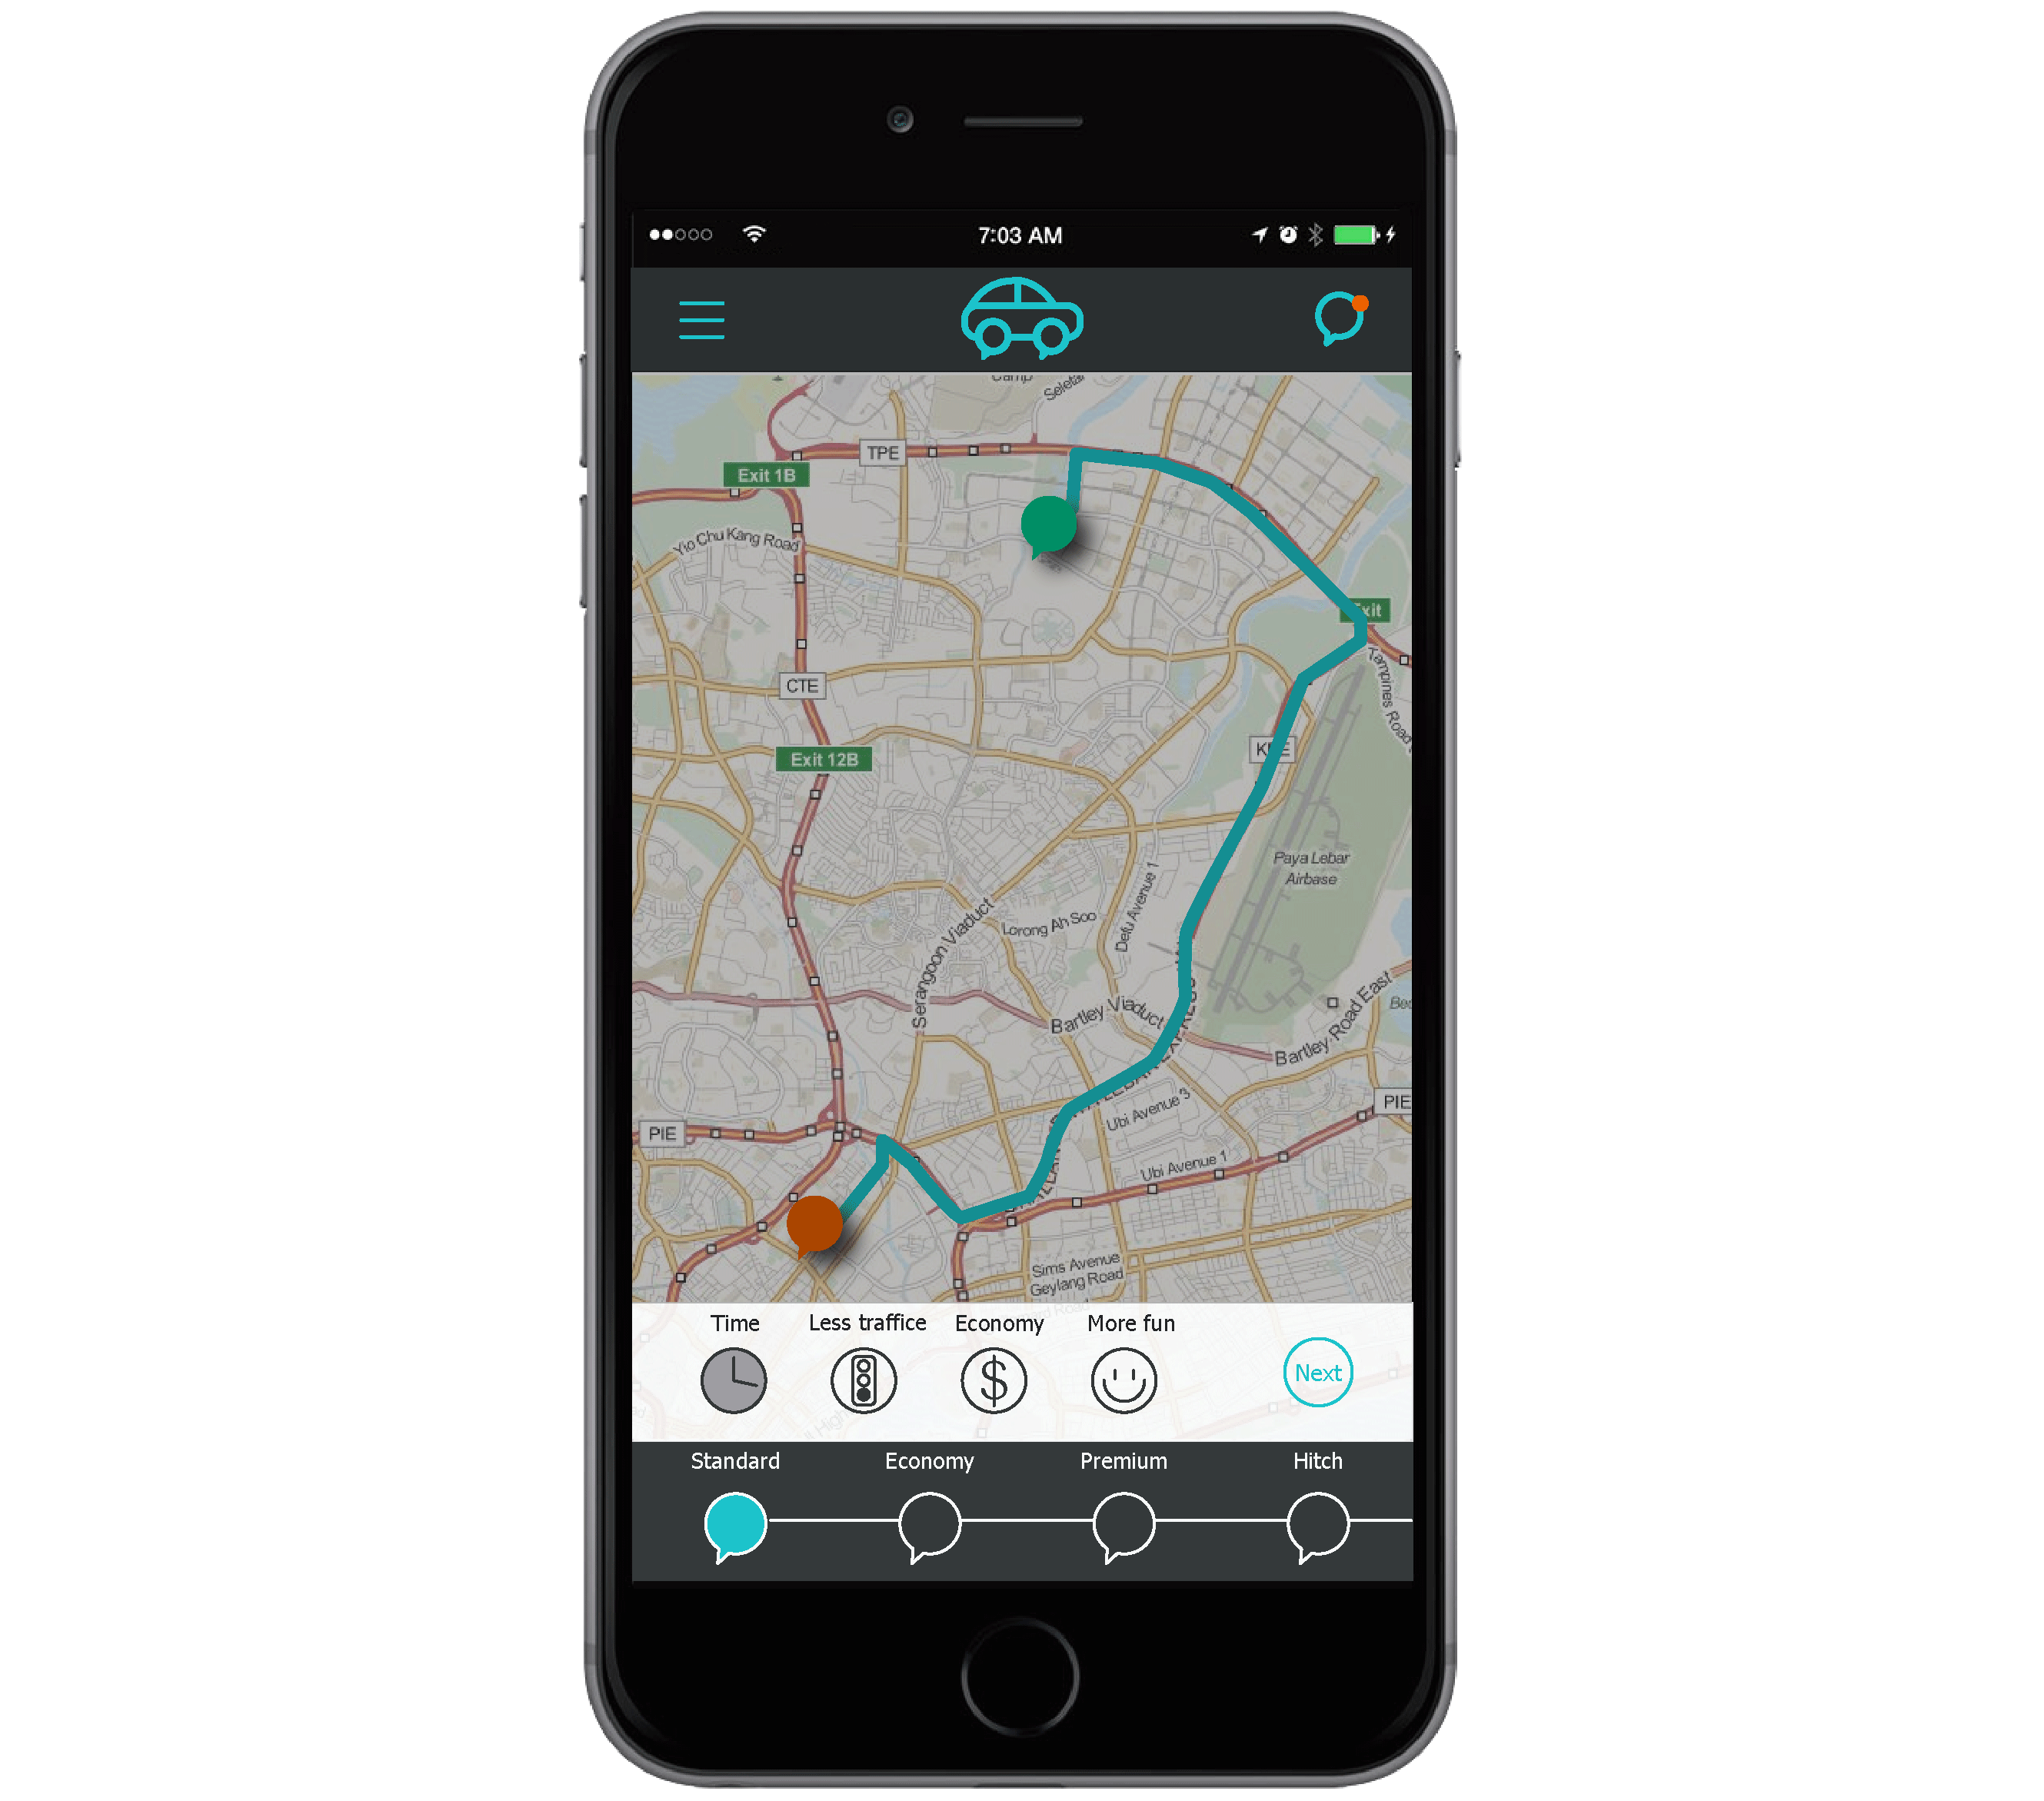 7:03 AM
Camp
Seletar
TPE
Exit 1B
Yio Chu Kang Road
Exit
CTE
KPE
Exit 12B
Paya Lebar
Airbase
Defu Avenue 1
Lorong Ah Soo
Serangoon Viaduct
Bartley Viaduct
Bartley Road East
PIE
Ubi Avenue 3
PIE
Ubi Avenue 1
Sims Avenue
Geylang Road
Time
Less traffice
Economy
More fun
Next
Standard
Economy
Premium
Hitch